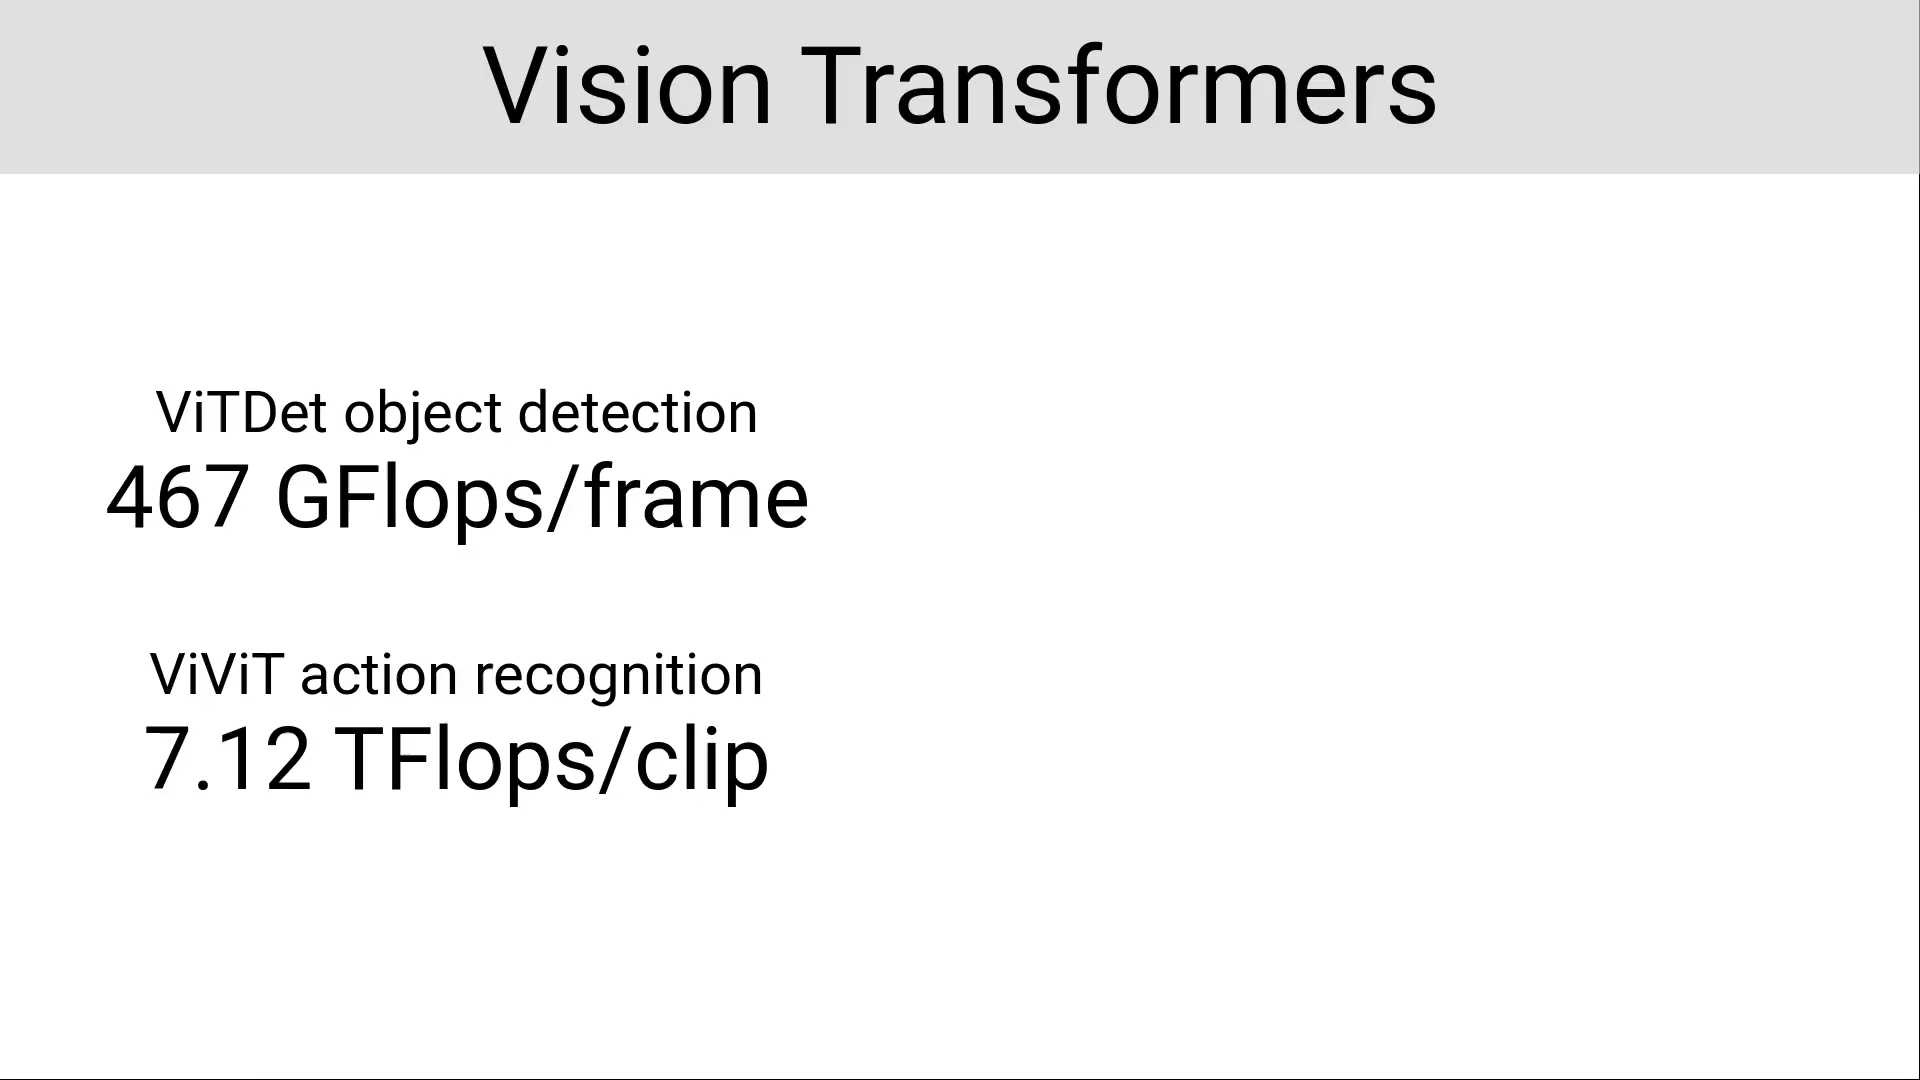 Vision Transformers
ViTDet object detection
467 GFlops/frame
ViViT action recognition
7.12 TFlops/clip